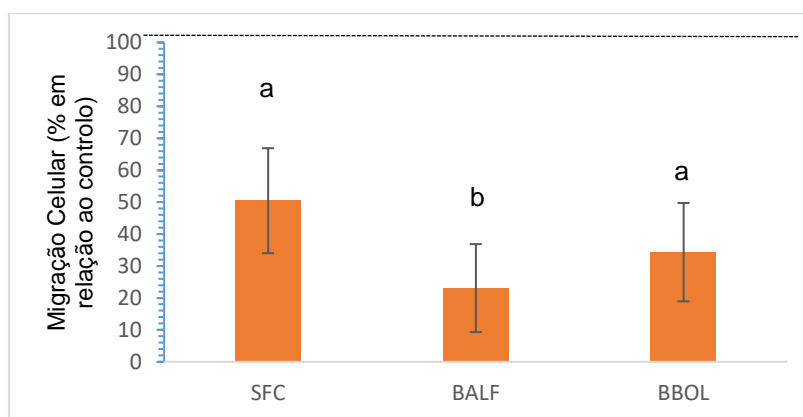 Migração Celular (% em
relação ao controlo)
100
90
80
70
60
50
40
30
20
10
0
a
b
a
SFC BALF BBOL